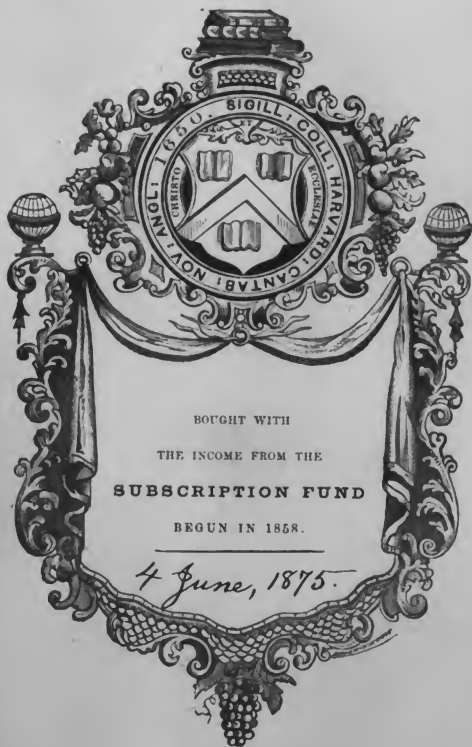 SIGILL: COLL: HARVARD: CANTAB: NOV: ANGL: 1650.
ET
CHRISTO
ECCLESIAE
BOUGHT WITH
THE INCOME FROM THE
SUBSCRIPTION FUND
BEGUN IN 1858.
4 June, 1875.